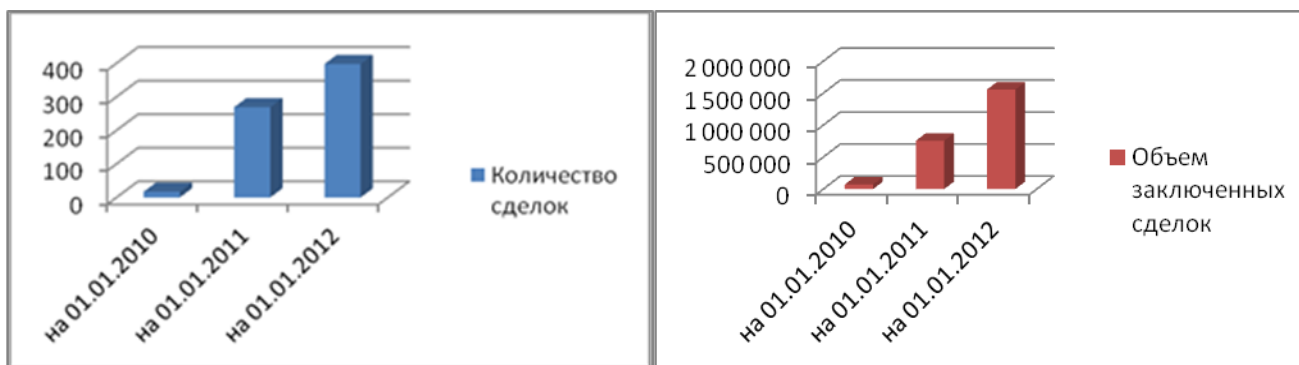 400
300
200
100
0
на 01.01.2010
на 01.01.2011
на 01.01.2012
Количество
сделок
2 000 000
1 500 000
1 000 000
500 000
0
на 01.01.2010
на 01.01.2011
на 01.01.2012
Объем
заключенных
сделок